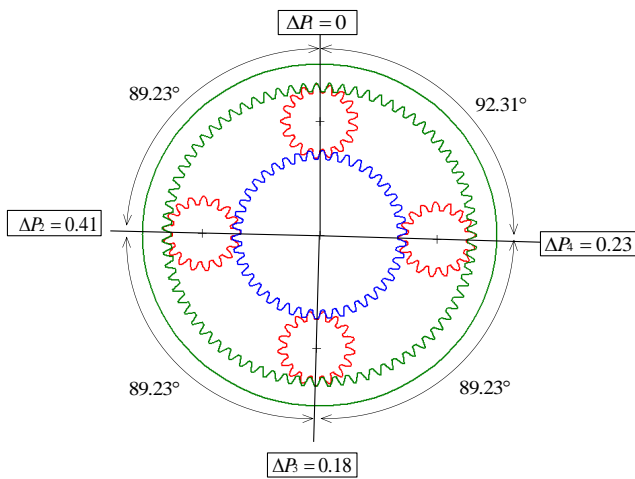 ΔP₁ = 0
89.23°
92.31°
ΔP₂ = 0.41
ΔP₄ = 0.23
89.23°
89.23°
ΔP₃ = 0.18